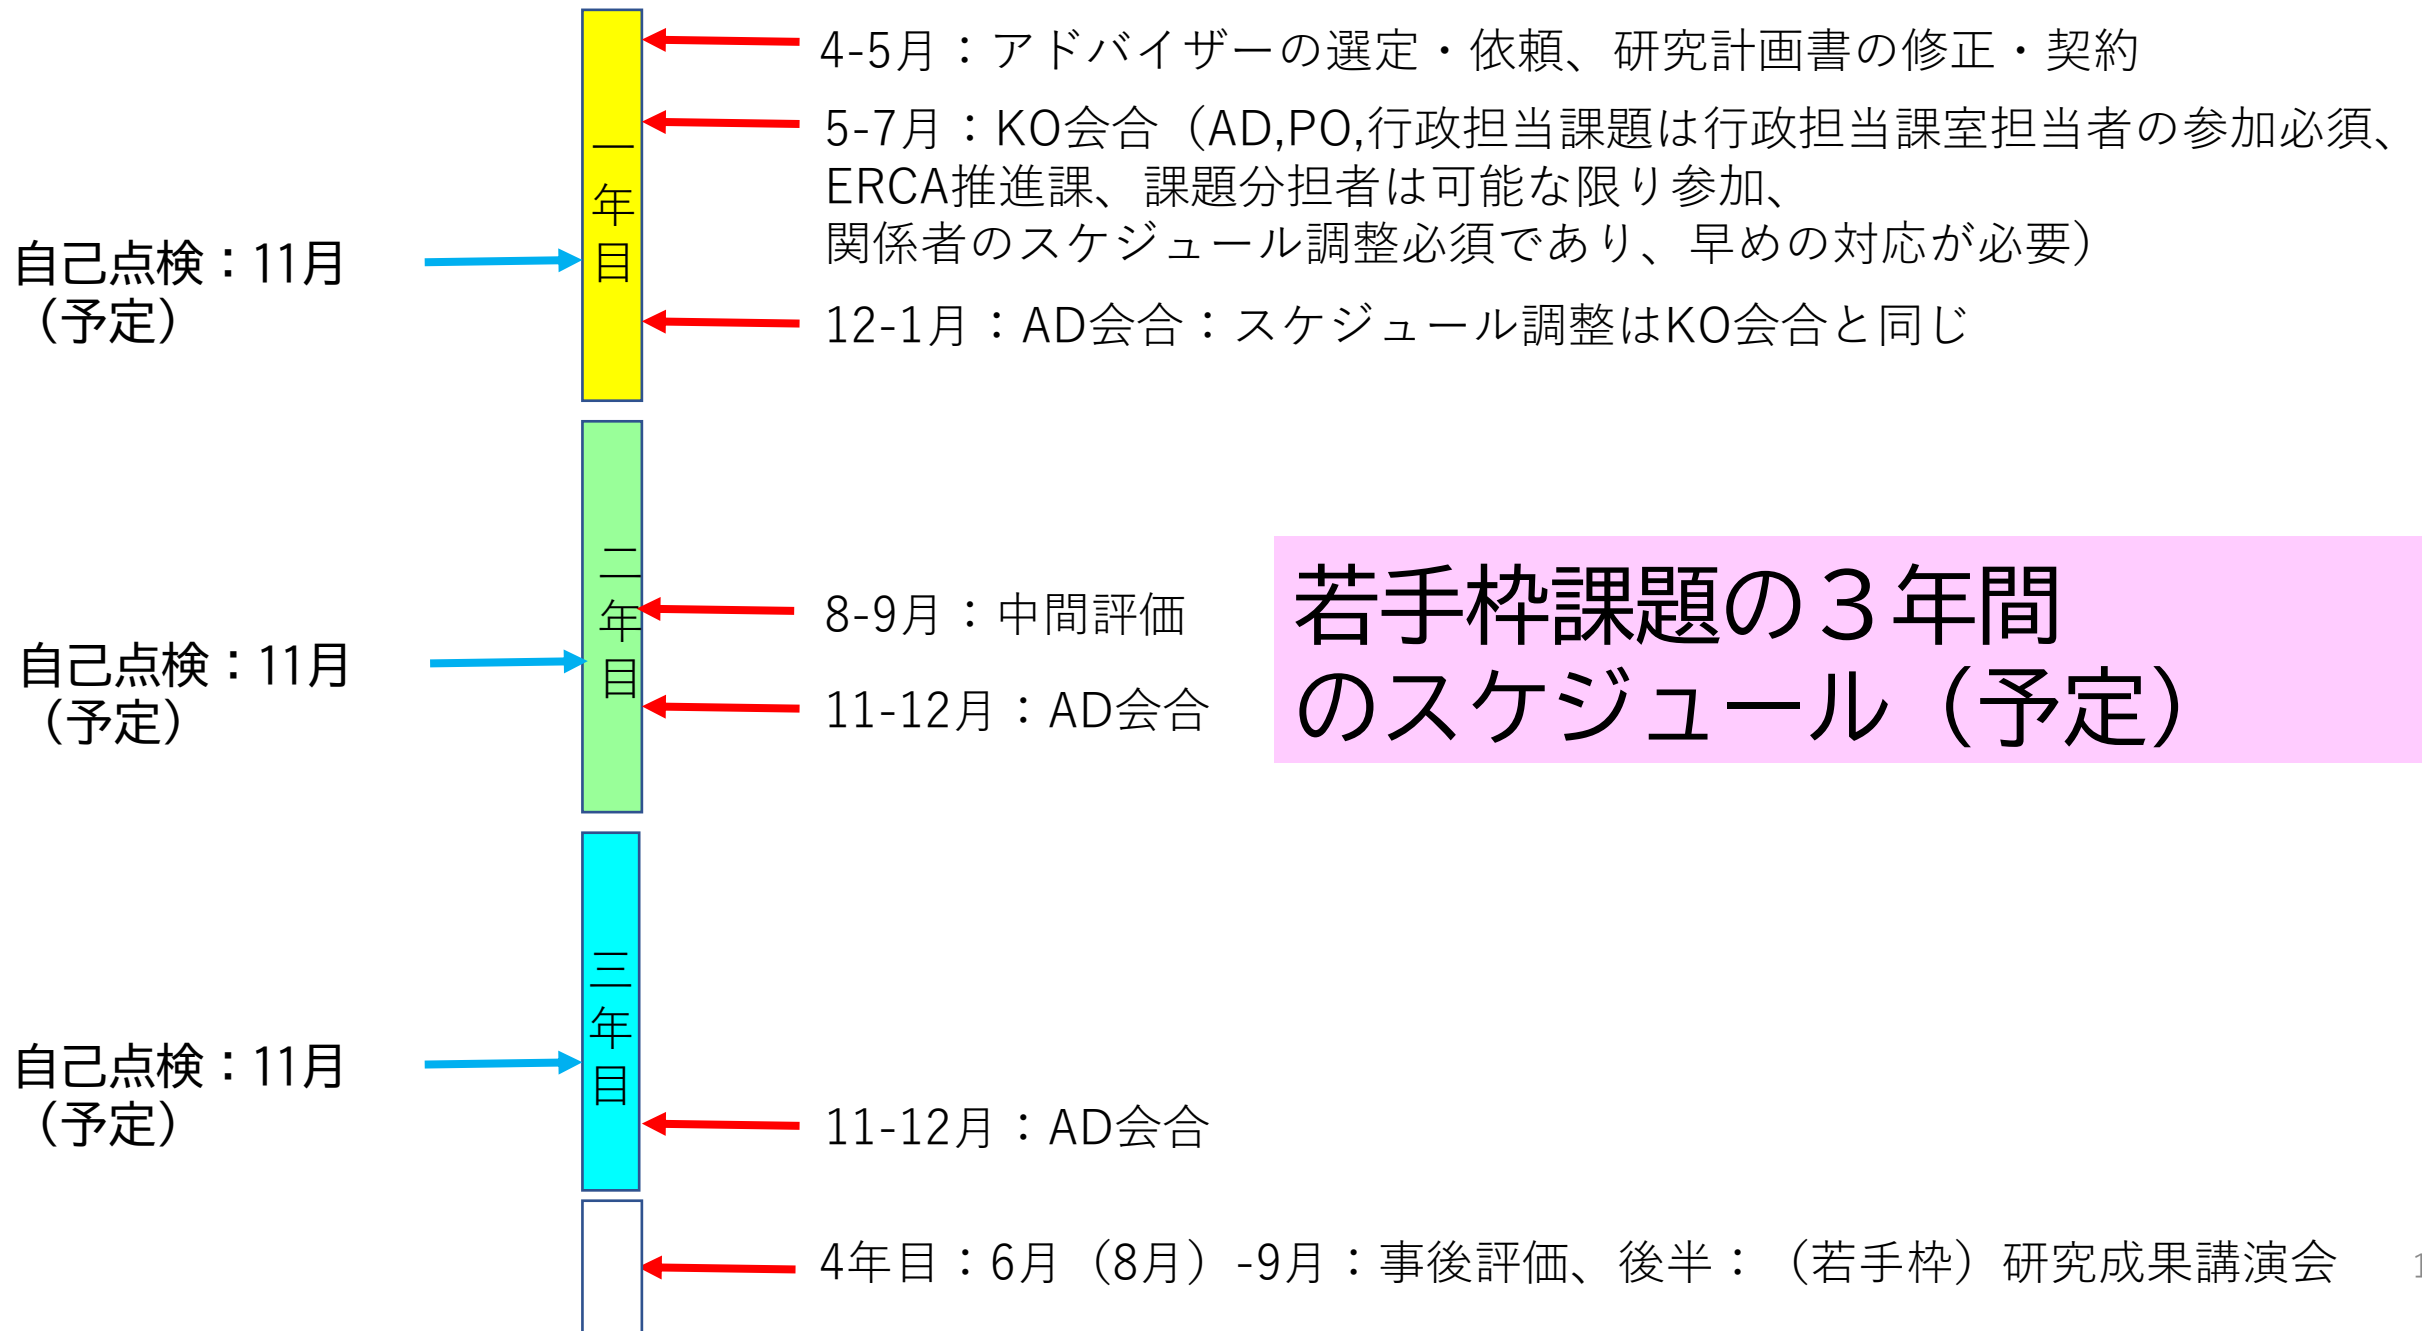 4-5月：アドバイザーの選定・依頼、研究計画書の修正・契約
5-7月：KO会合（AD,PO,行政担当課題は行政担当課室担当者の参加必須、
ERCA推進課、課題分担者は可能な限り参加、
関係者のスケジュール調整必須であり、早めの対応が必要）
一年目
自己点検：11月
（予定）
12-1月：AD会合：スケジュール調整はKO会合と同じ
二年目
8-9月：中間評価
若手枠課題の３年間
のスケジュール（予定）
自己点検：11月
（予定）
11-12月：AD会合
三年目
自己点検：11月
（予定）
11-12月：AD会合
4年目：6月（8月）-9月：事後評価、後半：（若手枠）研究成果講演会